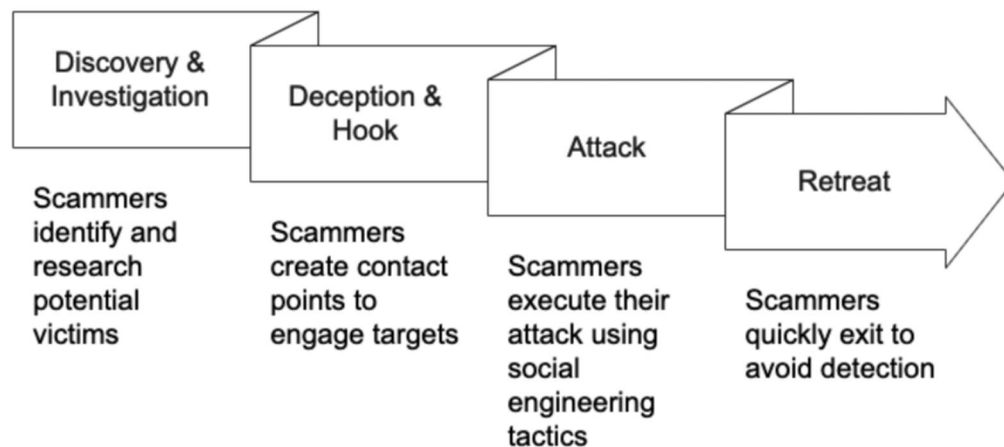 Discovery &
Investigation
Scammers
identify and
research
potential
victims
Deception &
Hook
Scammers
create contact
points to
engage targets
Attack
Scammers
execute their
attack using
social
engineering
tactics
Retreat
Scammers
quickly exit to
avoid detection